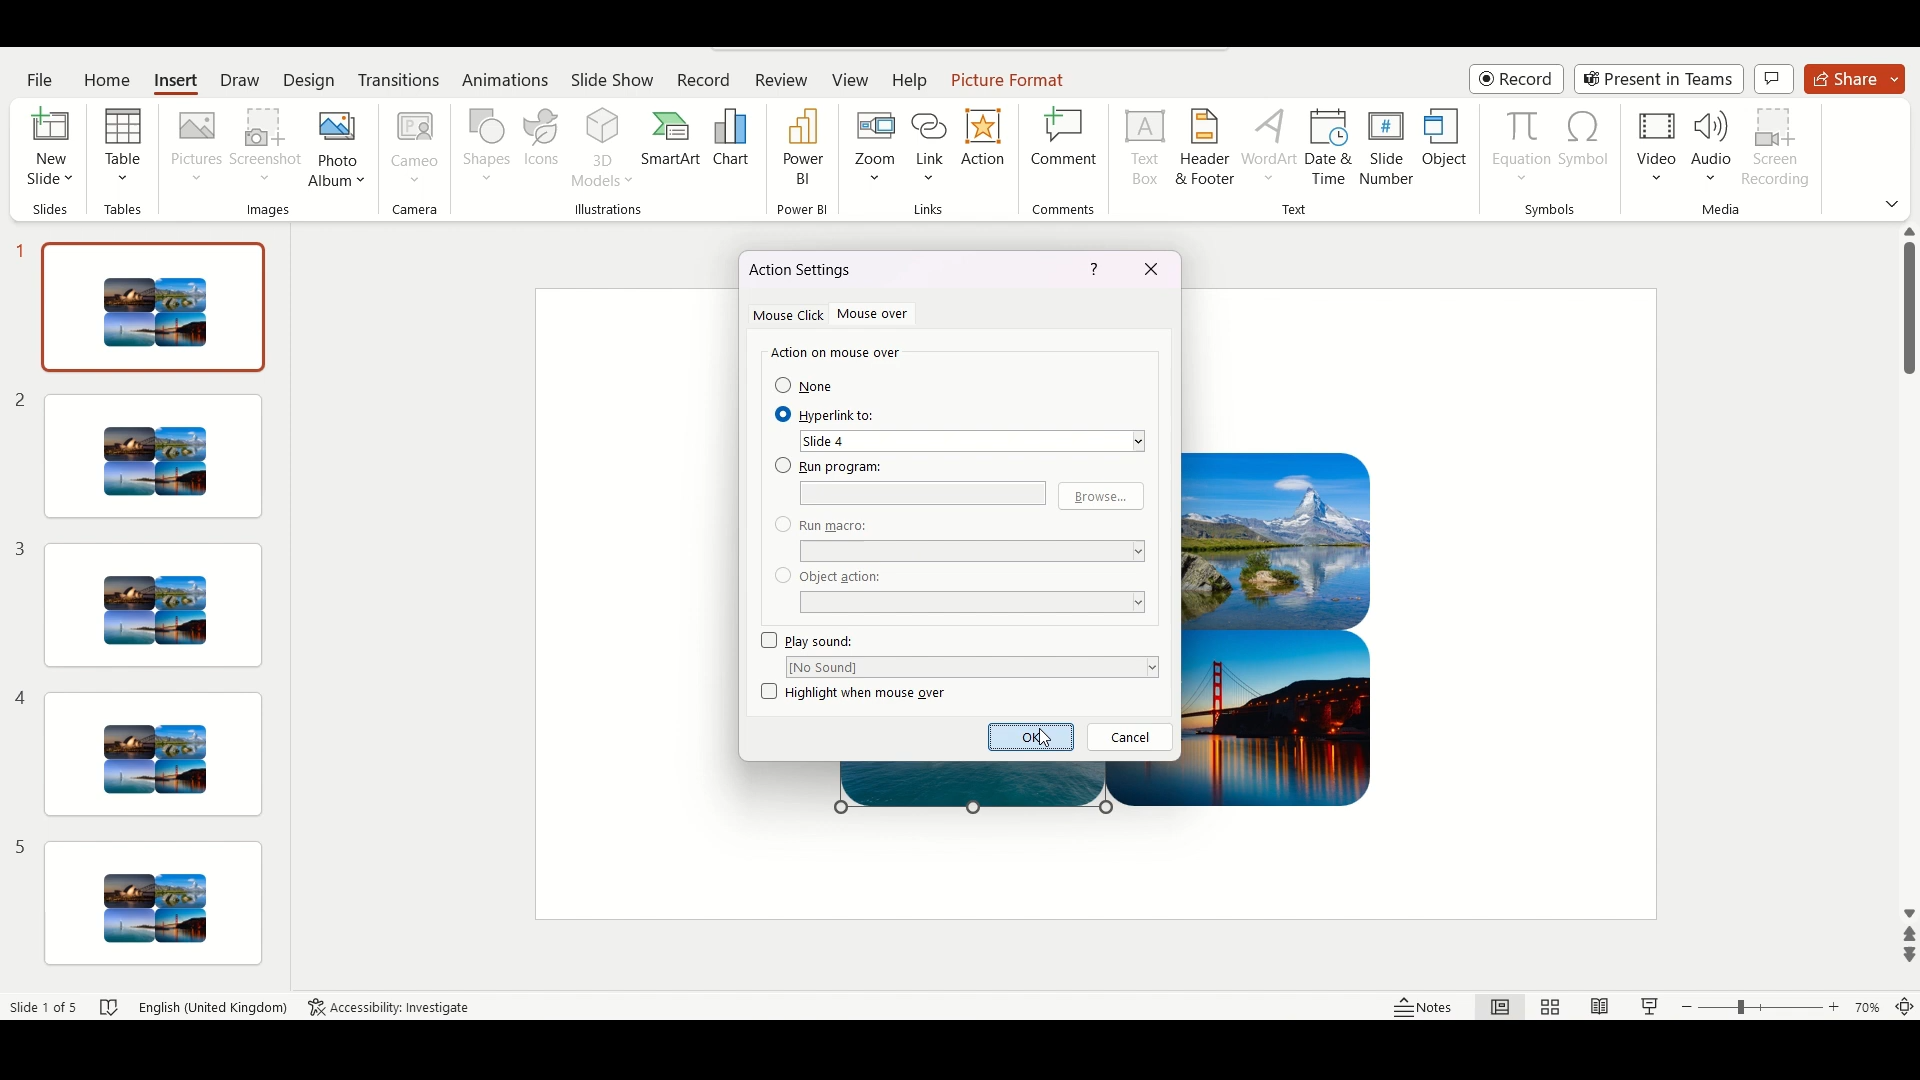 File Home Insert Draw Design Transitions Animations Slide Show Record Review View Help Picture Format
Record Present in Teams Share
New Slide
Table
Pictures
Screenshot
Photo Album
Cameo
Shapes
Icons
3D Models
SmartArt
Chart
Power BI
Zoom
Link
Action
Comment
Text Box
Header & Footer
WordArt
Date & Time
Slide Number
Object
Equation
Symbol
Video
Audio
Screen Recording
Slides Tables Images Camera Illustrations Power BI Links Comments Text Symbols Media
1
2
3
4
5
Action Settings ?
Mouse Click Mouse over
Action on mouse over
None
Hyperlink to:
Slide 4
Run program:
Browse...
Run macro:
Object action:
Play sound:
[No Sound]
Highlight when mouse over
OK Cancel
Slide 1 of 5 English (United Kingdom) Accessibility: Investigate Notes 70%